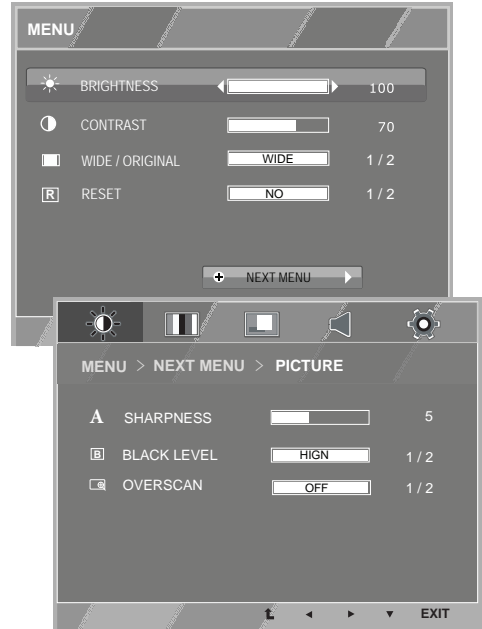 MENU
BRIGHTNESS 100
CONTRAST 70
WIDE / ORIGINAL WIDE 1 / 2
R RESET NO 1 / 2
NEXT MENU
MENU > NEXT MENU > PICTURE
A SHARPNESS 5
B BLACK LEVEL HIGN 1 / 2
OVERSCAN OFF 1 / 2
EXIT